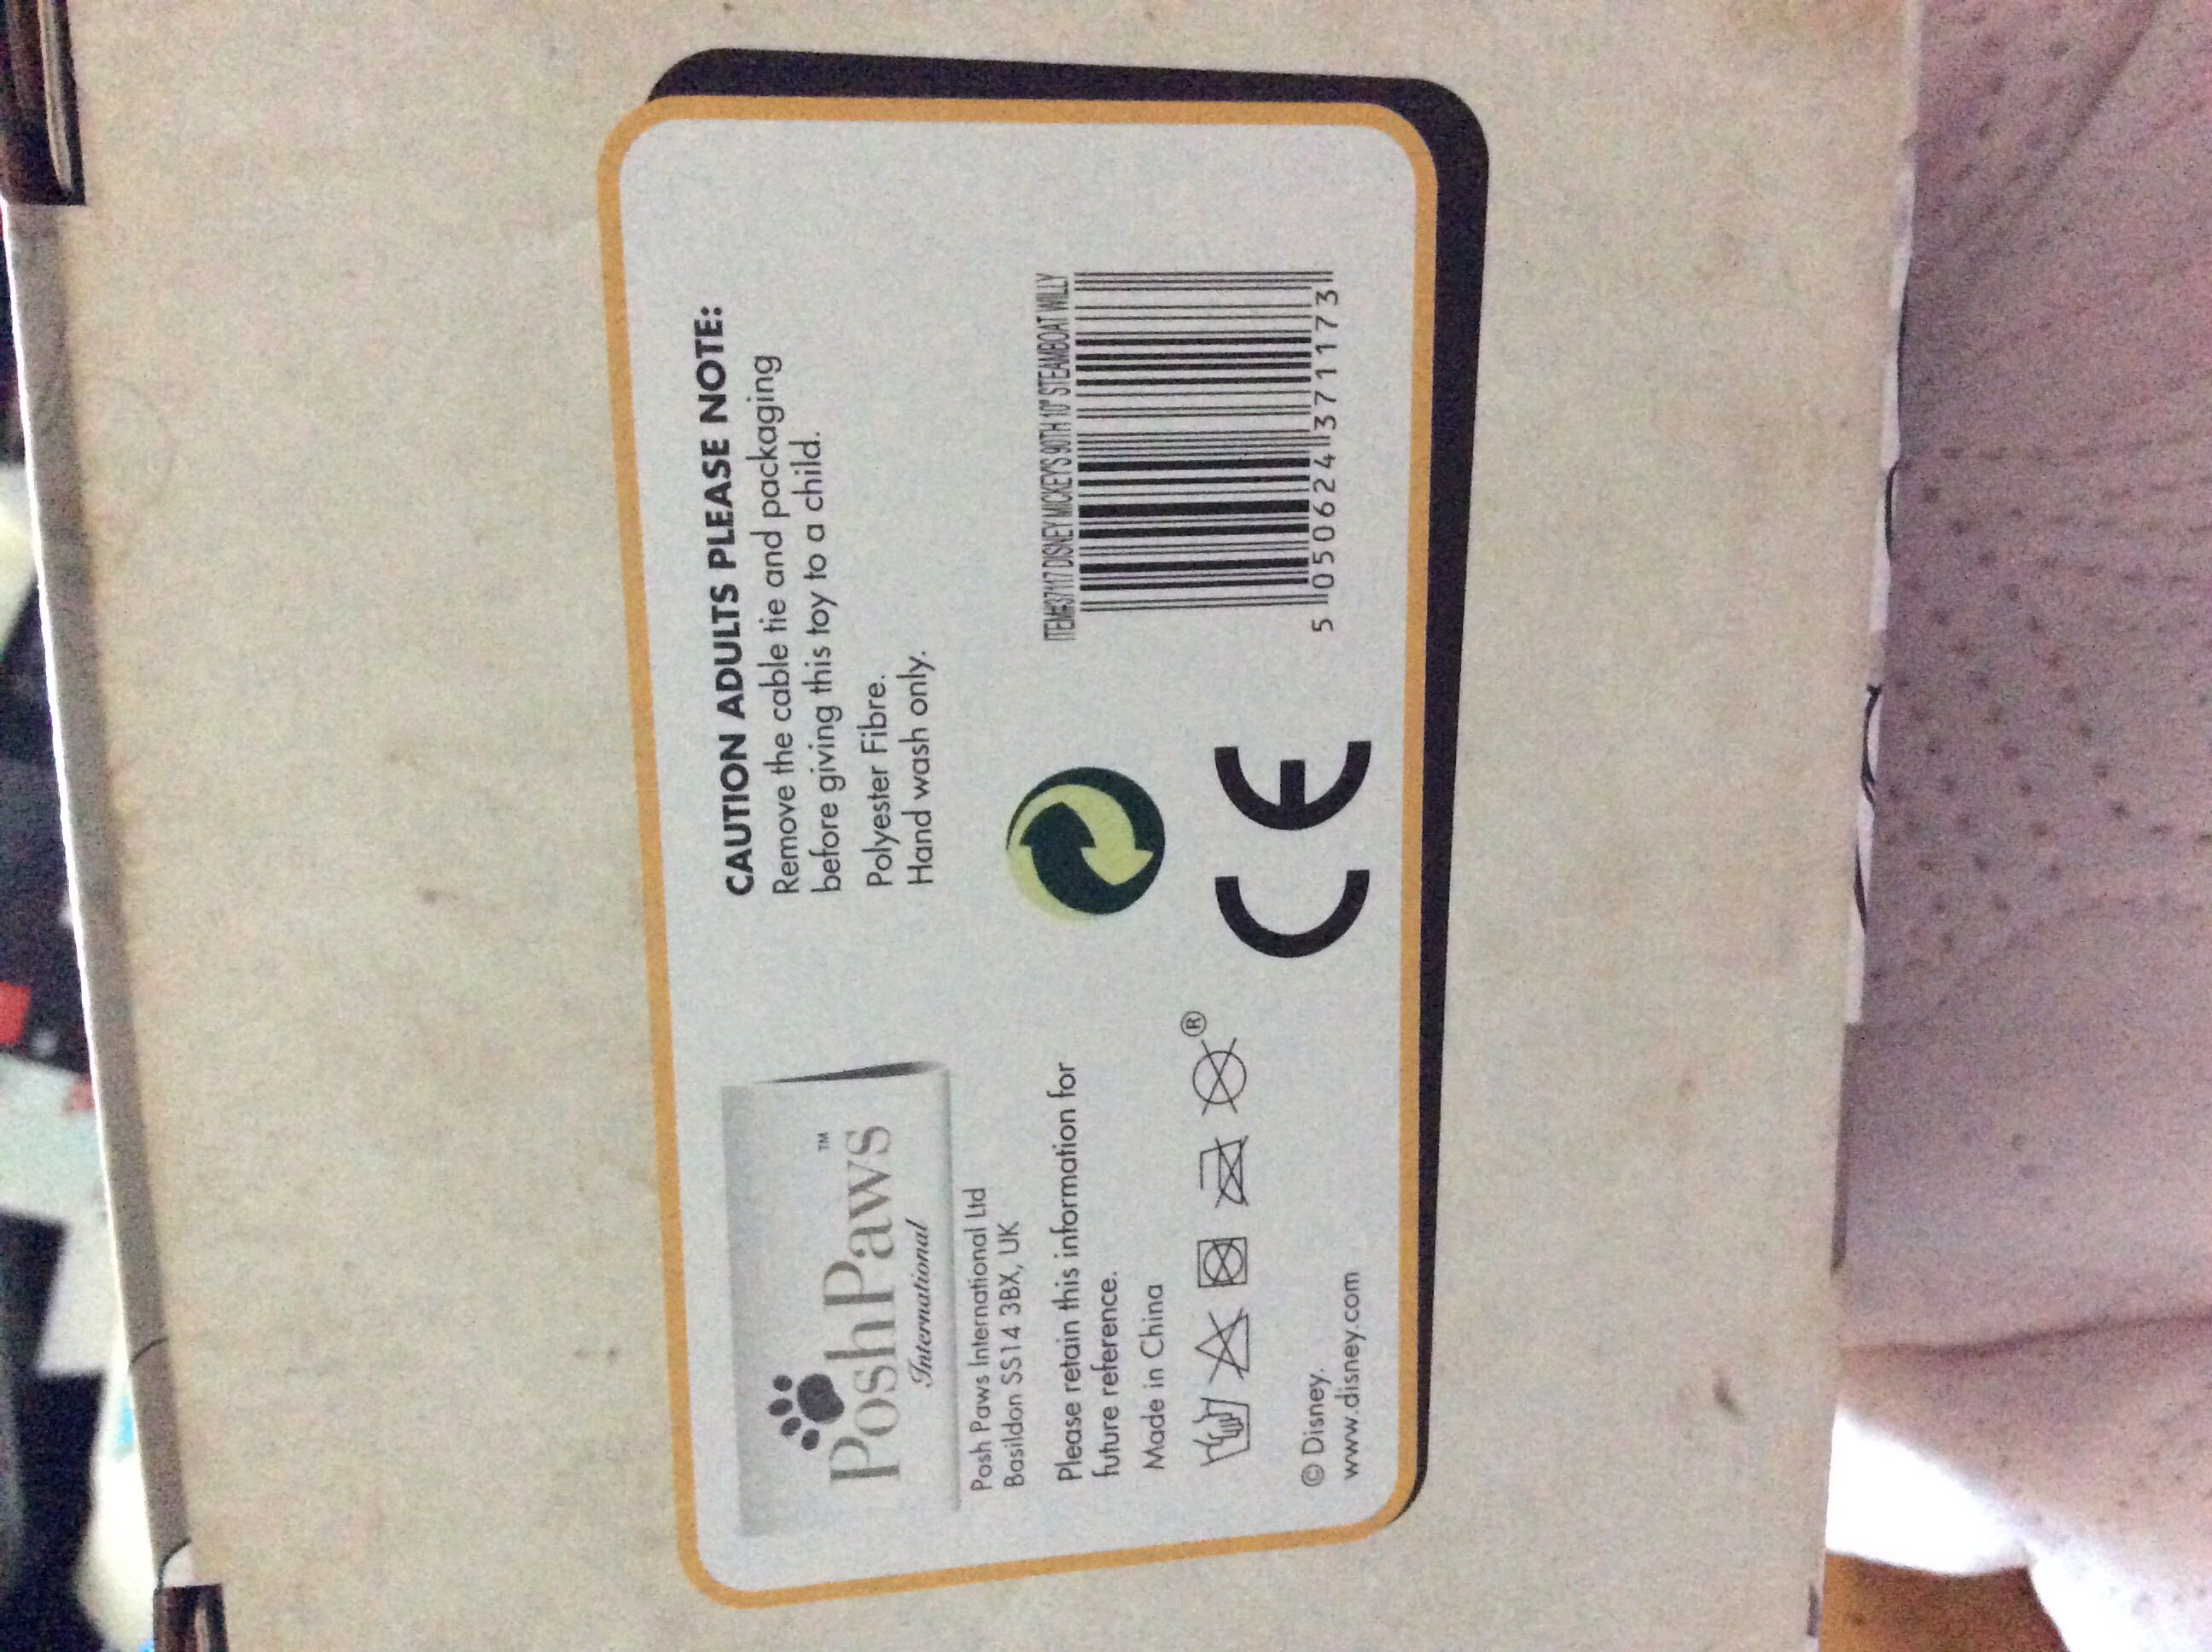 PoshPaws™
International
Posh Paws International Ltd
Basildon SS14 3BX, UK
Please retain this information for
future reference.
Made in China
®
© Disney.
www.disney.com
CAUTION ADULTS PLEASE NOTE:
Remove the cable tie and packaging
before giving this toy to a child.
Polyester Fibre.
Hand wash only.
CE
ITEM#37117 DISNEY MICKEY'S 90TH 10" STEAMBOAT WILLY
5 050624 371173